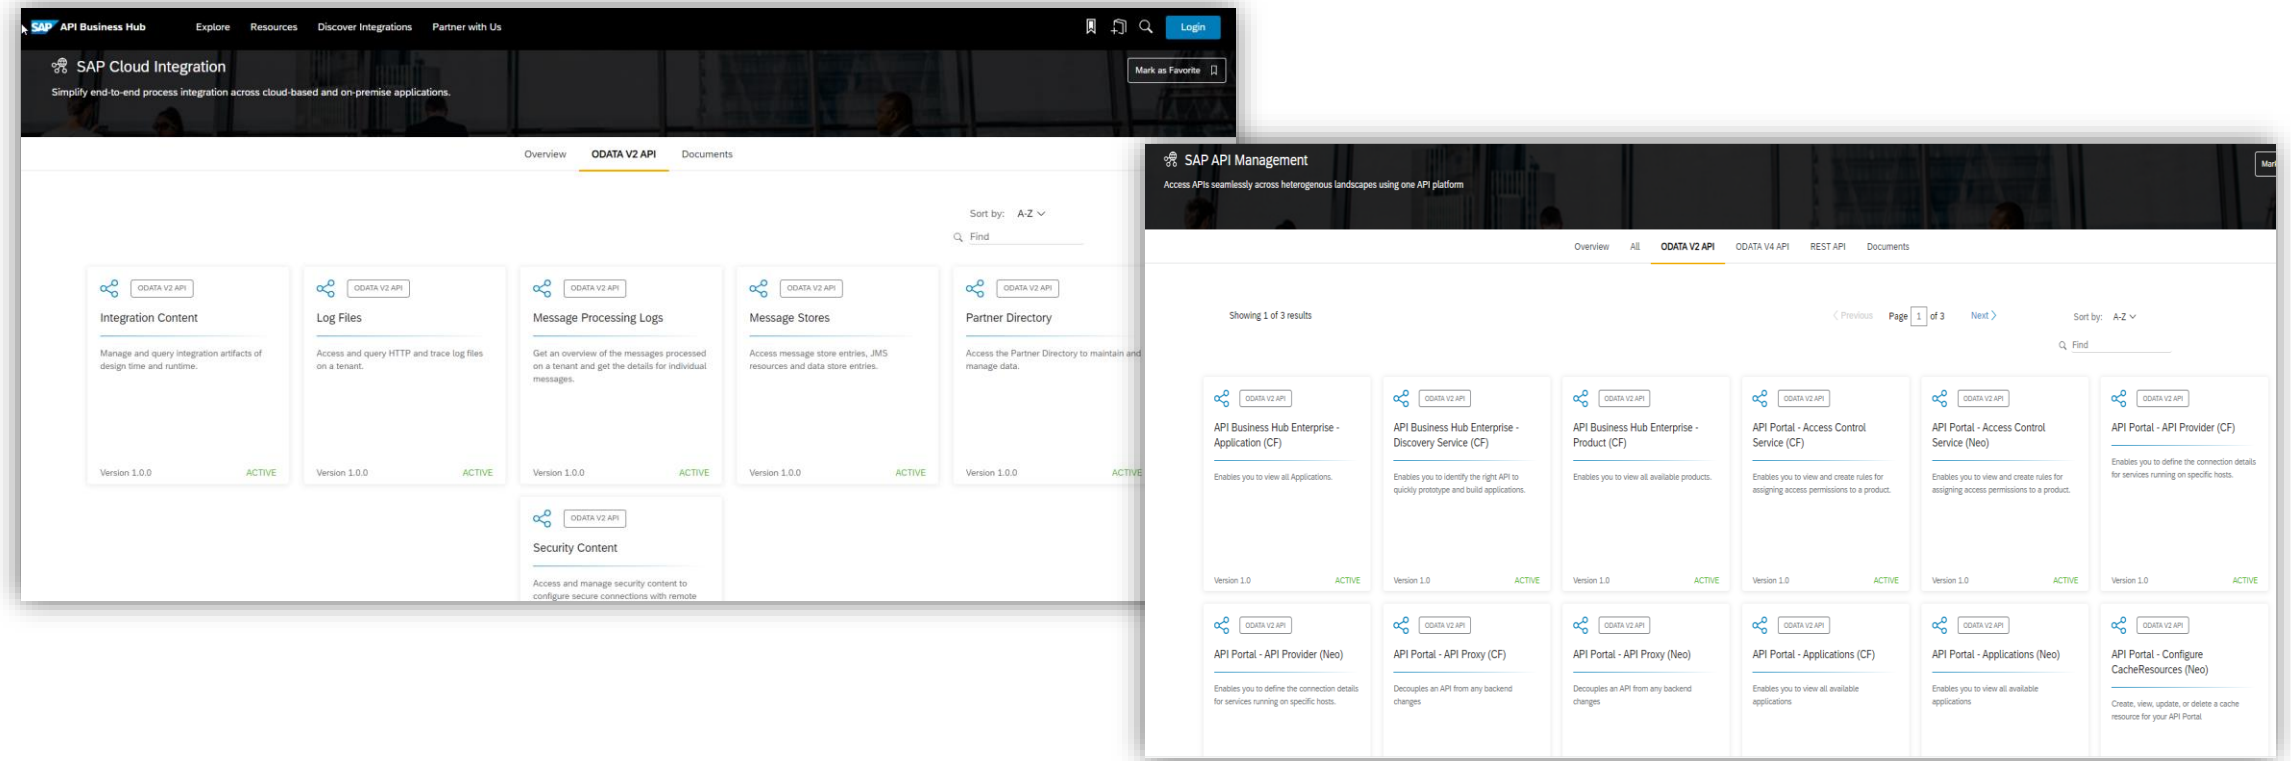 SAP API Business Hub Explore Resources Discover Integrations Partner with Us Login
SAP Cloud Integration
Mark as Favorite
Simplify end-to-end process integration across cloud-based and on-premise applications.
Overview ODATA V2 API Documents
Sort by: A-Z
Find
ODATA V2 API
Integration Content
Manage and query integration artifacts of
design time and runtime.
Version 1.0.0 ACTIVE
ODATA V2 API
Log Files
Access and query HTTP and trace log files
on a tenant.
Version 1.0.0 ACTIVE
ODATA V2 API
Message Processing Logs
Get an overview of the messages processed
on a tenant and get the details for individual
messages.
Version 1.0.0 ACTIVE
ODATA V2 API
Message Stores
Access message store entries, JMS
resources and data store entries.
Version 1.0.0 ACTIVE
ODATA V2 API
Partner Directory
Access the Partner Directory to maintain and
manage data.
Version 1.0.0 ACTIVE
ODATA V2 API
Security Content
Access and manage security content to
configure secure connections with remote
SAP API Management
Mark
Access APIs seamlessly across heterogenous landscapes using one API platform
Overview All ODATA V2 API ODATA V4 API REST API Documents
Showing 1 of 3 results
Previous Page 1 of 3 Next
Sort by: A-Z
Find
ODATA V2 API
API Business Hub Enterprise -
Application (CF)
Enables you to view all Applications.
Version 1.0 ACTIVE
ODATA V2 API
API Business Hub Enterprise -
Discovery Service (CF)
Enables you to identify the right API to
quickly prototype and build applications.
Version 1.0 ACTIVE
ODATA V2 API
API Business Hub Enterprise -
Product (CF)
Enables you to view all available products.
Version 1.0 ACTIVE
ODATA V2 API
API Portal - Access Control
Service (CF)
Enables you to view and create rules for
assigning access permissions to a product.
Version 1.0 ACTIVE
ODATA V2 API
API Portal - Access Control
Service (Neo)
Enables you to view and create rules for
assigning access permissions to a product.
Version 1.0 ACTIVE
ODATA V2 API
API Portal - API Provider (CF)
Enables you to define the connection details
for services running on specific hosts.
Version 1.0 ACTIVE
ODATA V2 API
API Portal - API Provider (Neo)
Enables you to define the connection details
for services running on specific hosts.
ODATA V2 API
API Portal - API Proxy (CF)
Decouples an API from any backend
changes
ODATA V2 API
API Portal - API Proxy (Neo)
Decouples an API from any backend
changes
ODATA V2 API
API Portal - Applications (CF)
Enables you to view all available
applications
ODATA V2 API
API Portal - Applications (Neo)
Enables you to view all available
applications
ODATA V2 API
API Portal - Configure
CacheResources (Neo)
Create, view, update, or delete a cache
resource for your API Portal